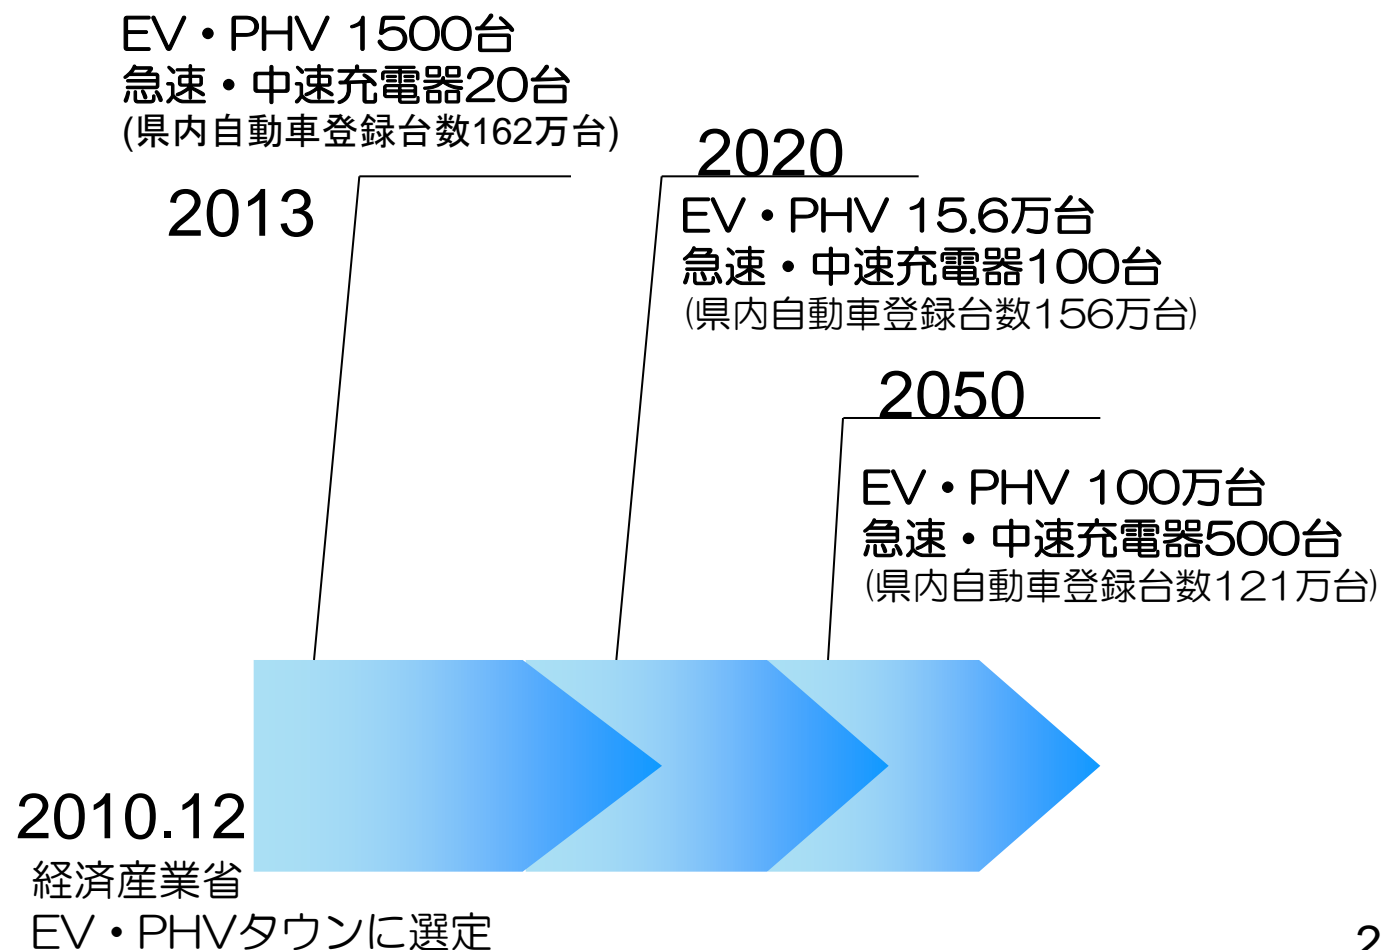 EV・PHV 1500台
急速・中速充電器20台
(県内自動車登録台数162万台)
2013
2020
EV・PHV 15.6万台
急速・中速充電器100台
(県内自動車登録台数156万台)
2050
EV・PHV 100万台
急速・中速充電器500台
(県内自動車登録台数121万台)
2010.12
経済産業省
EV・PHVタウンに選定
2